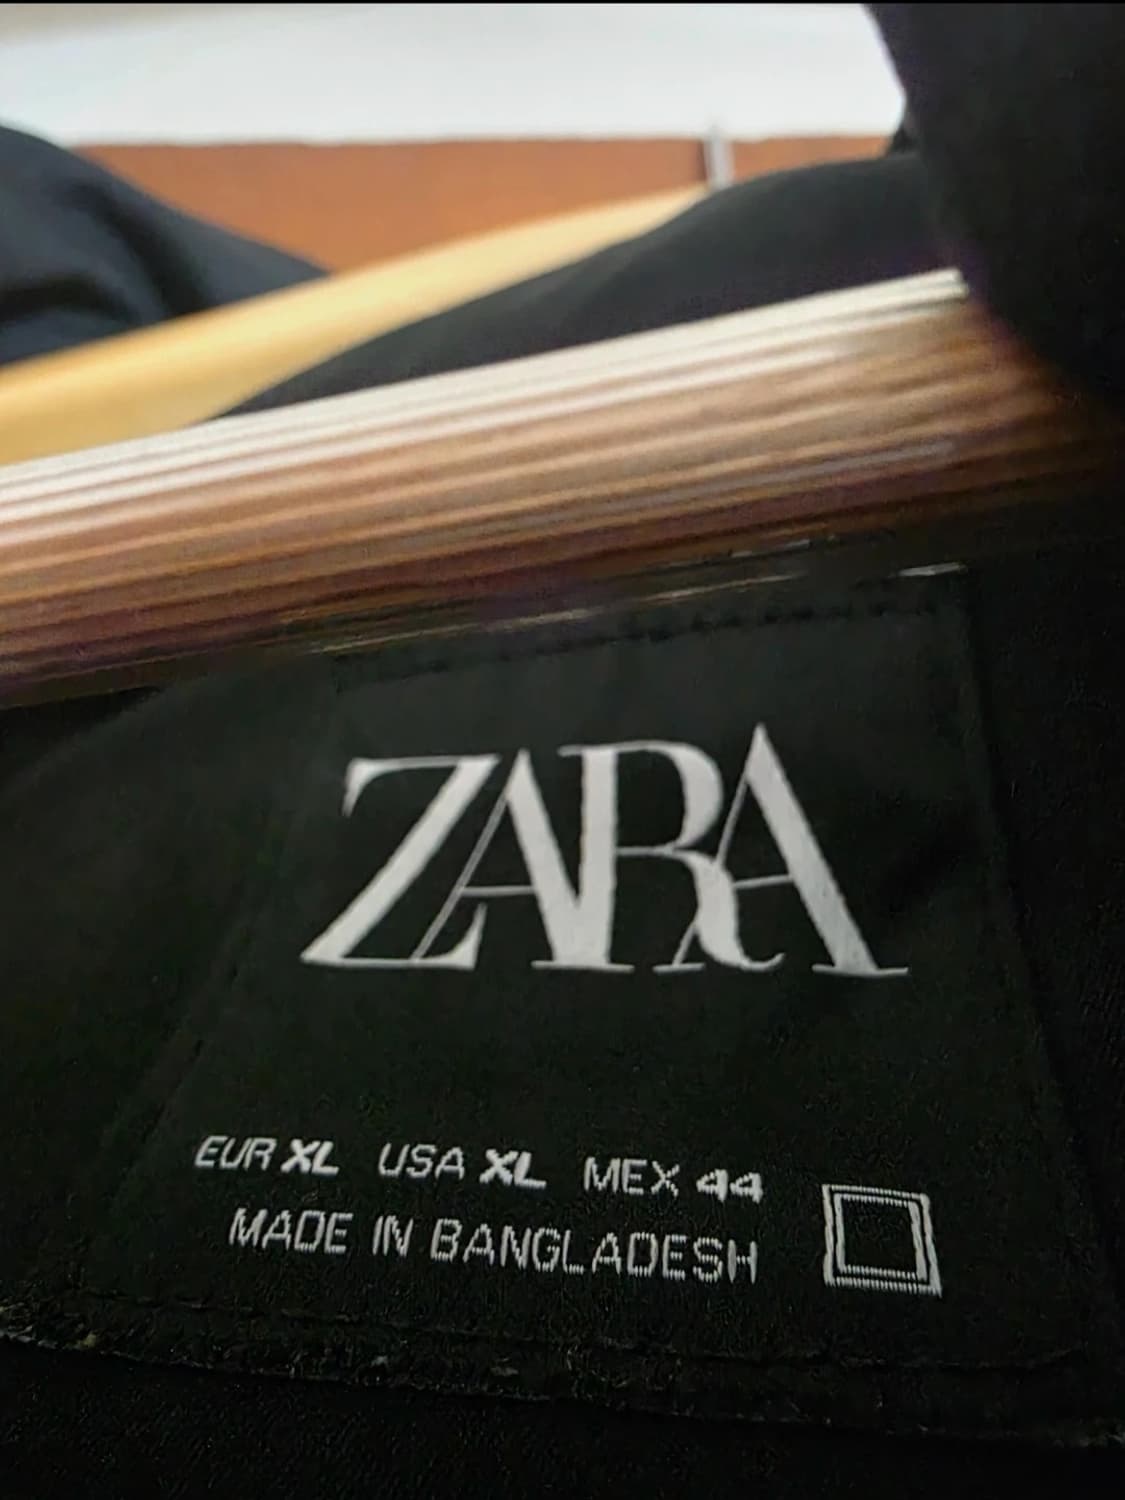 ZARA
EUR XL USA XL MEX 44
MADE IN BANGLADESH